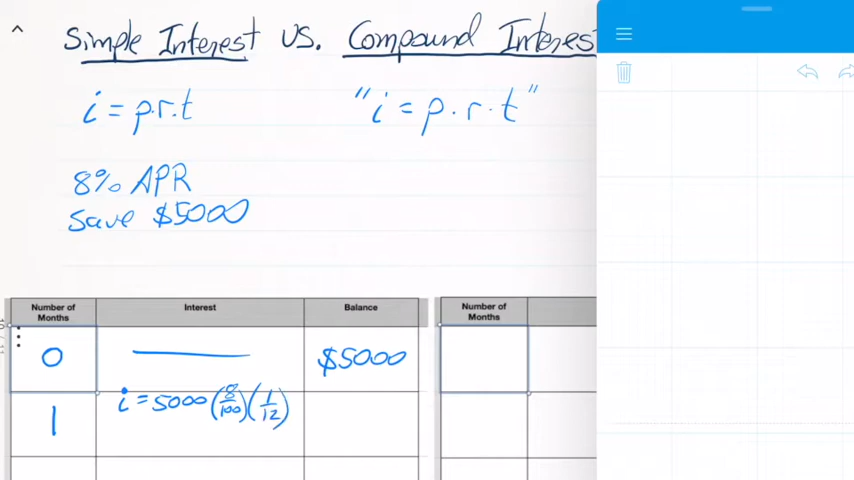 Simple Interest vs. Compound Interest
i = p.r.t
"i = p · r · t"
8% APR
Save $5000
Number of Months Interest Balance
0 $5000
1 i = 5000 (8/100)(1/12)
Number of Months